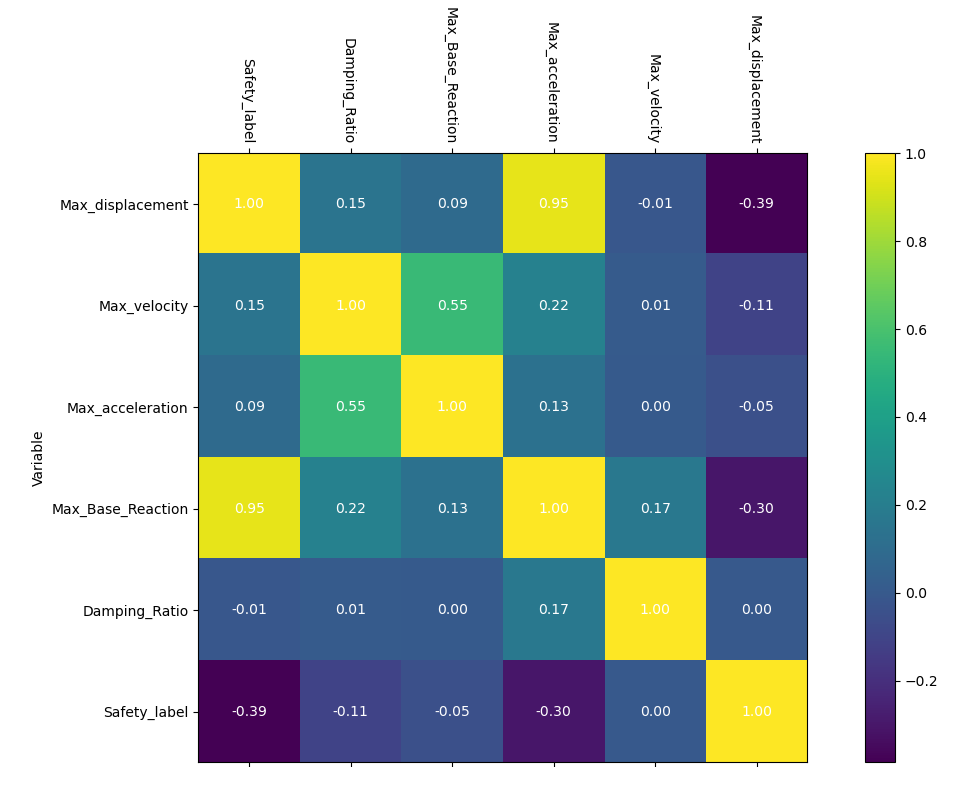 Safety_label Damping_Ratio Max_Base_Reaction Max_acceleration Max_velocity Max_displacement
Max_displacement 1.00 0.15 0.09 0.95 -0.01 -0.39
Max_velocity 0.15 1.00 0.55 0.22 0.01 -0.11
Max_acceleration 0.09 0.55 1.00 0.13 0.00 -0.05
Max_Base_Reaction 0.95 0.22 0.13 1.00 0.17 -0.30
Damping_Ratio -0.01 0.01 0.00 0.17 1.00 0.00
Safety_label -0.39 -0.11 -0.05 -0.30 0.00 1.00
Variable
1.0
0.8
0.6
0.4
0.2
0.0
−0.2